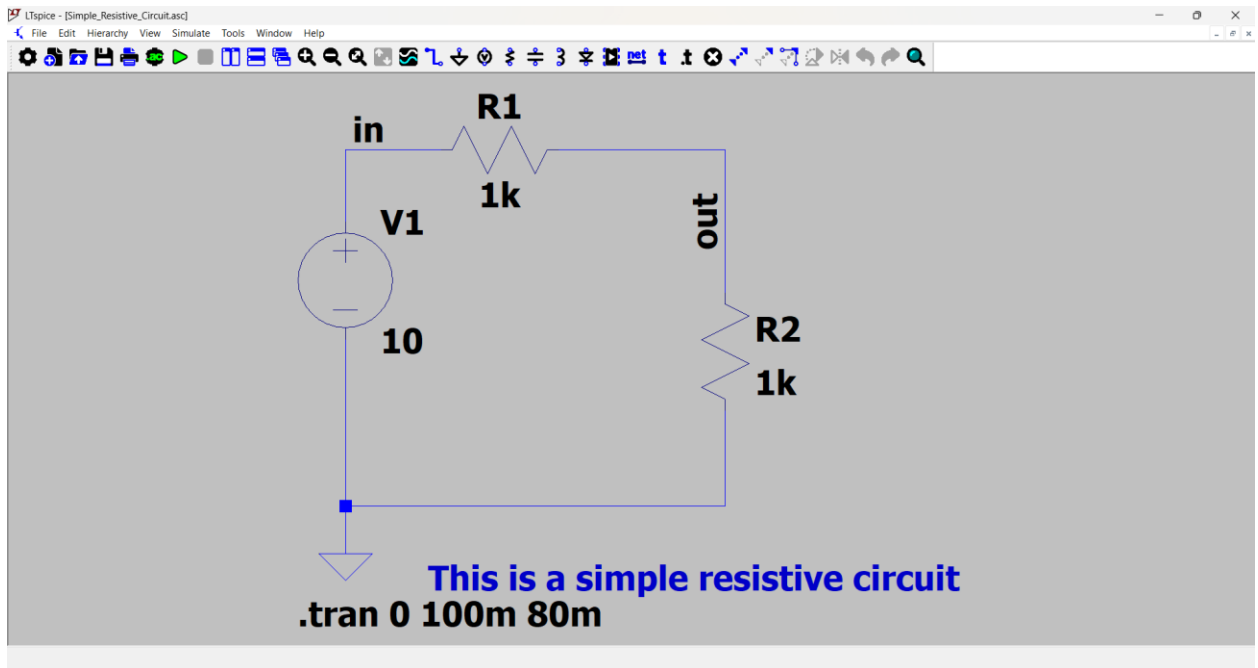 LTspice - [Simple_Resistive_Circuit.asc]
File Edit Hierarchy View Simulate Tools Window Help
.ac net t .t
R1
in
1k
V1
out
10
R2
1k
This is a simple resistive circuit
.tran 0 100m 80m